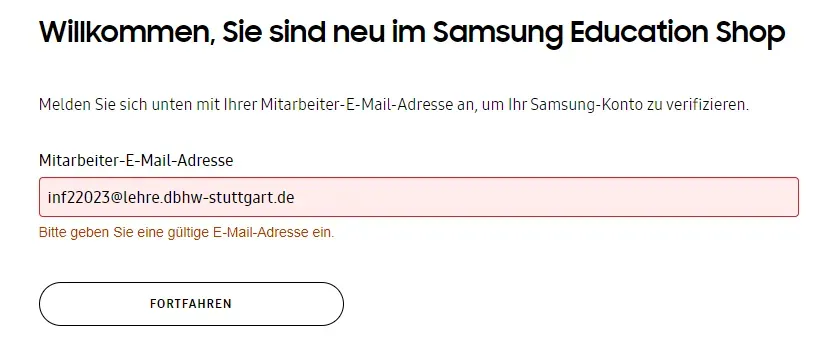 Willkommen, Sie sind neu im Samsung Education Shop
Melden Sie sich unten mit Ihrer Mitarbeiter-E-Mail-Adresse an, um Ihr Samsung-Konto zu verifizieren.
Mitarbeiter-E-Mail-Adresse
inf22023@lehre.dbhw-stuttgart.de
Bitte geben Sie eine gültige E-Mail-Adresse ein.
FORTFAHREN